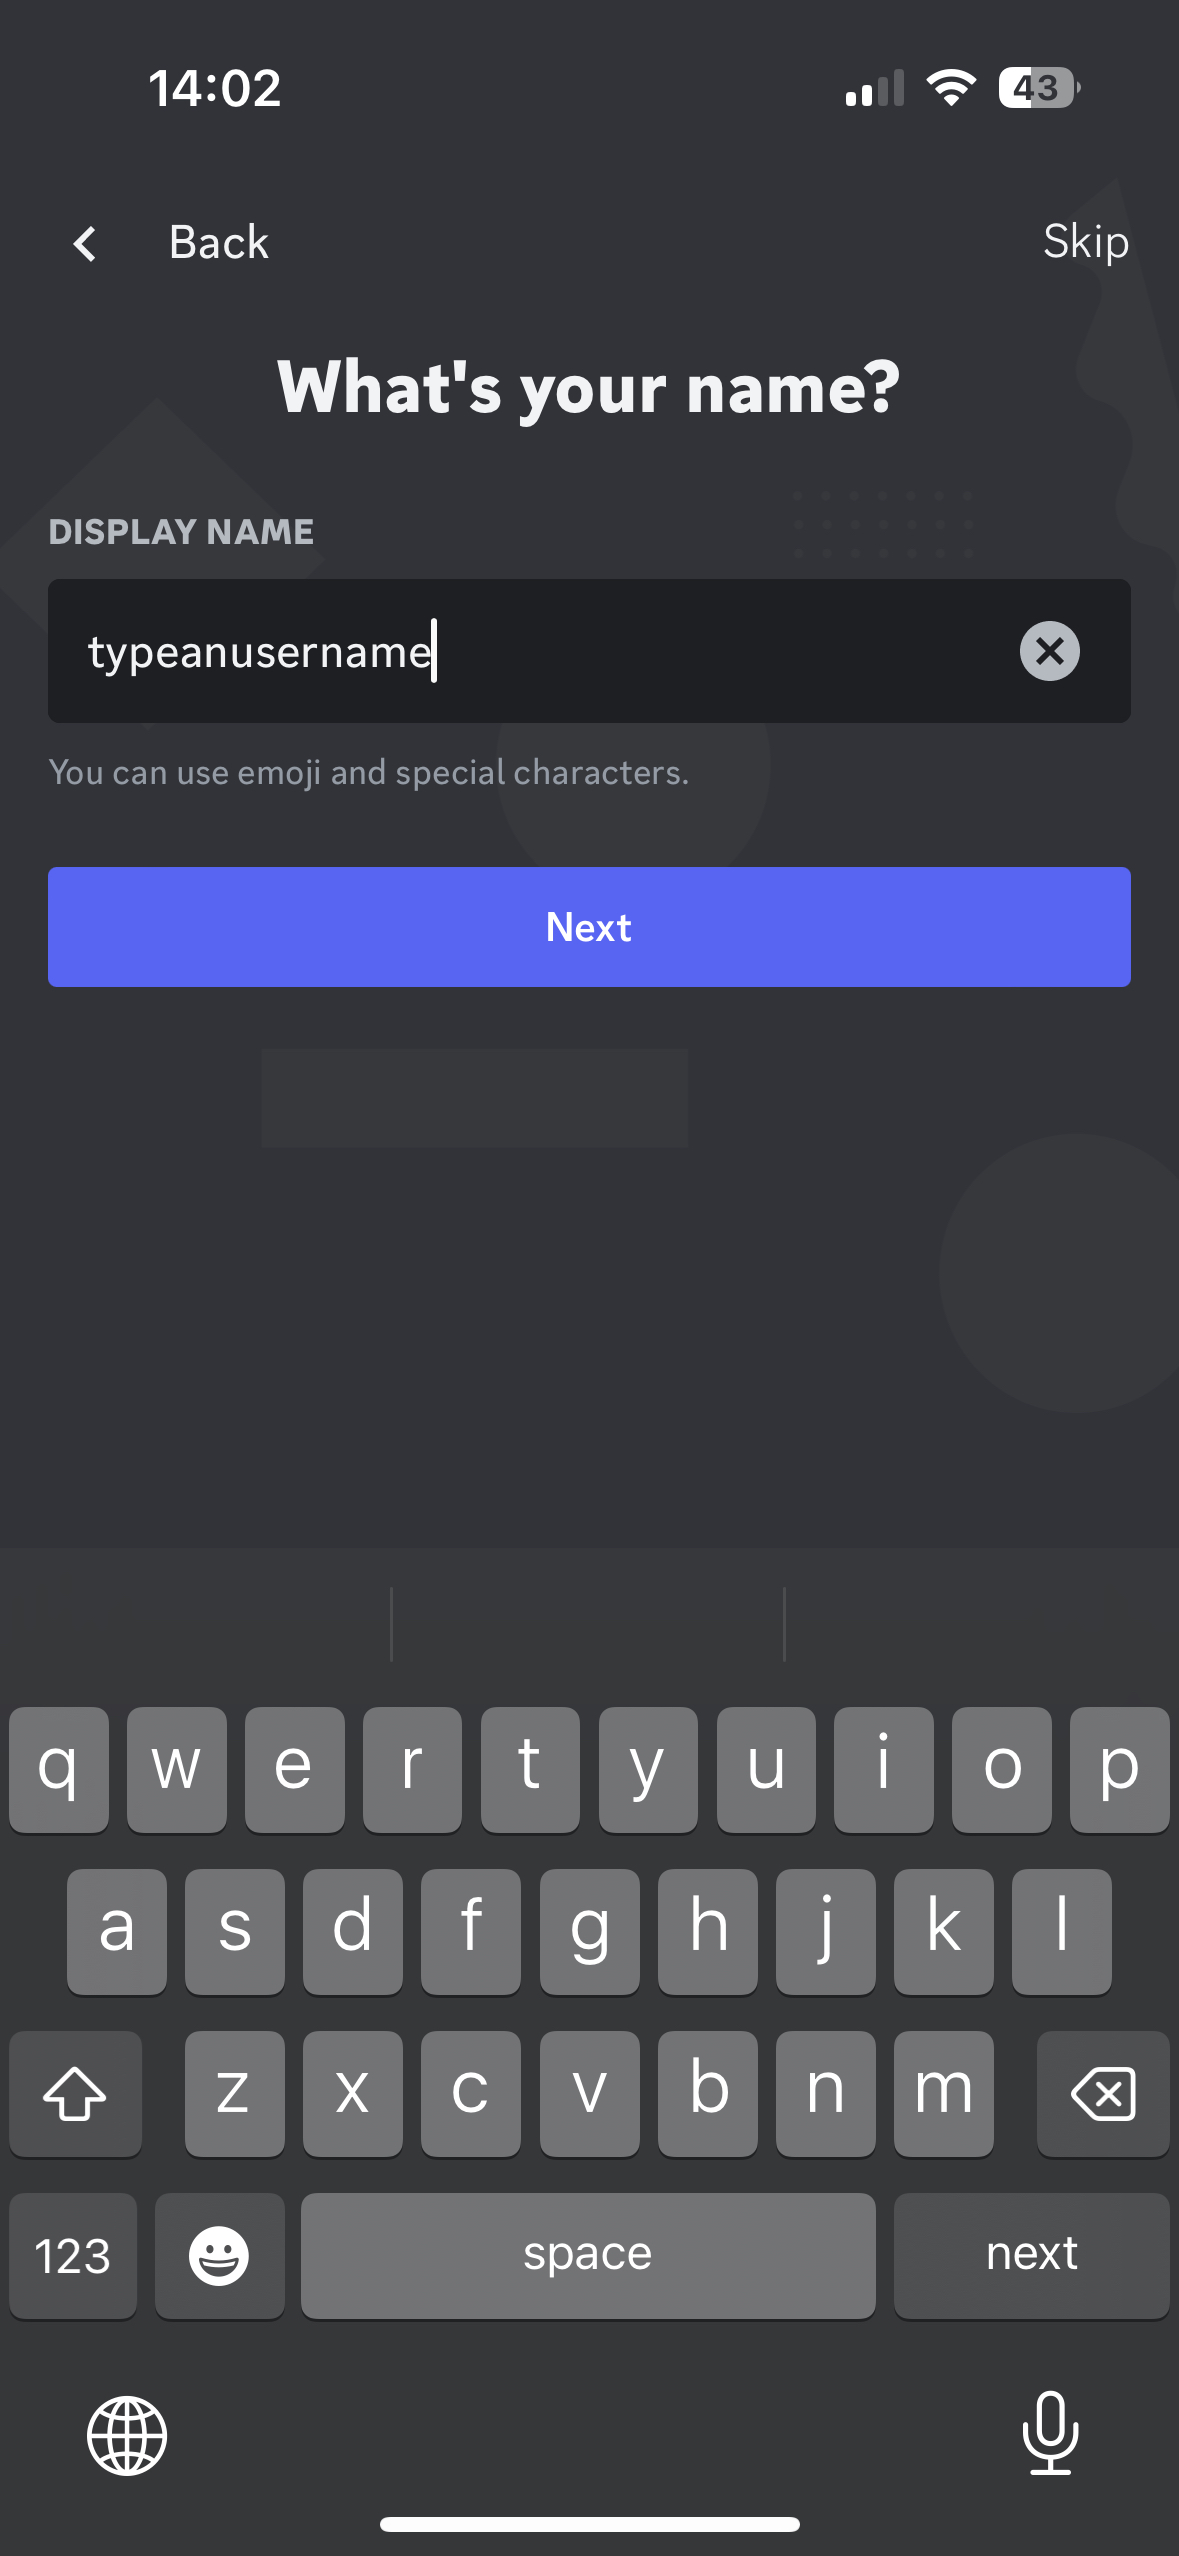 14:02
43
Back
Skip
What's your name?
DISPLAY NAME
typeanusername
You can use emoji and special characters.
Next
q w e r t y u i o p
a s d f g h j k l
z x c v b n m
123
space
next